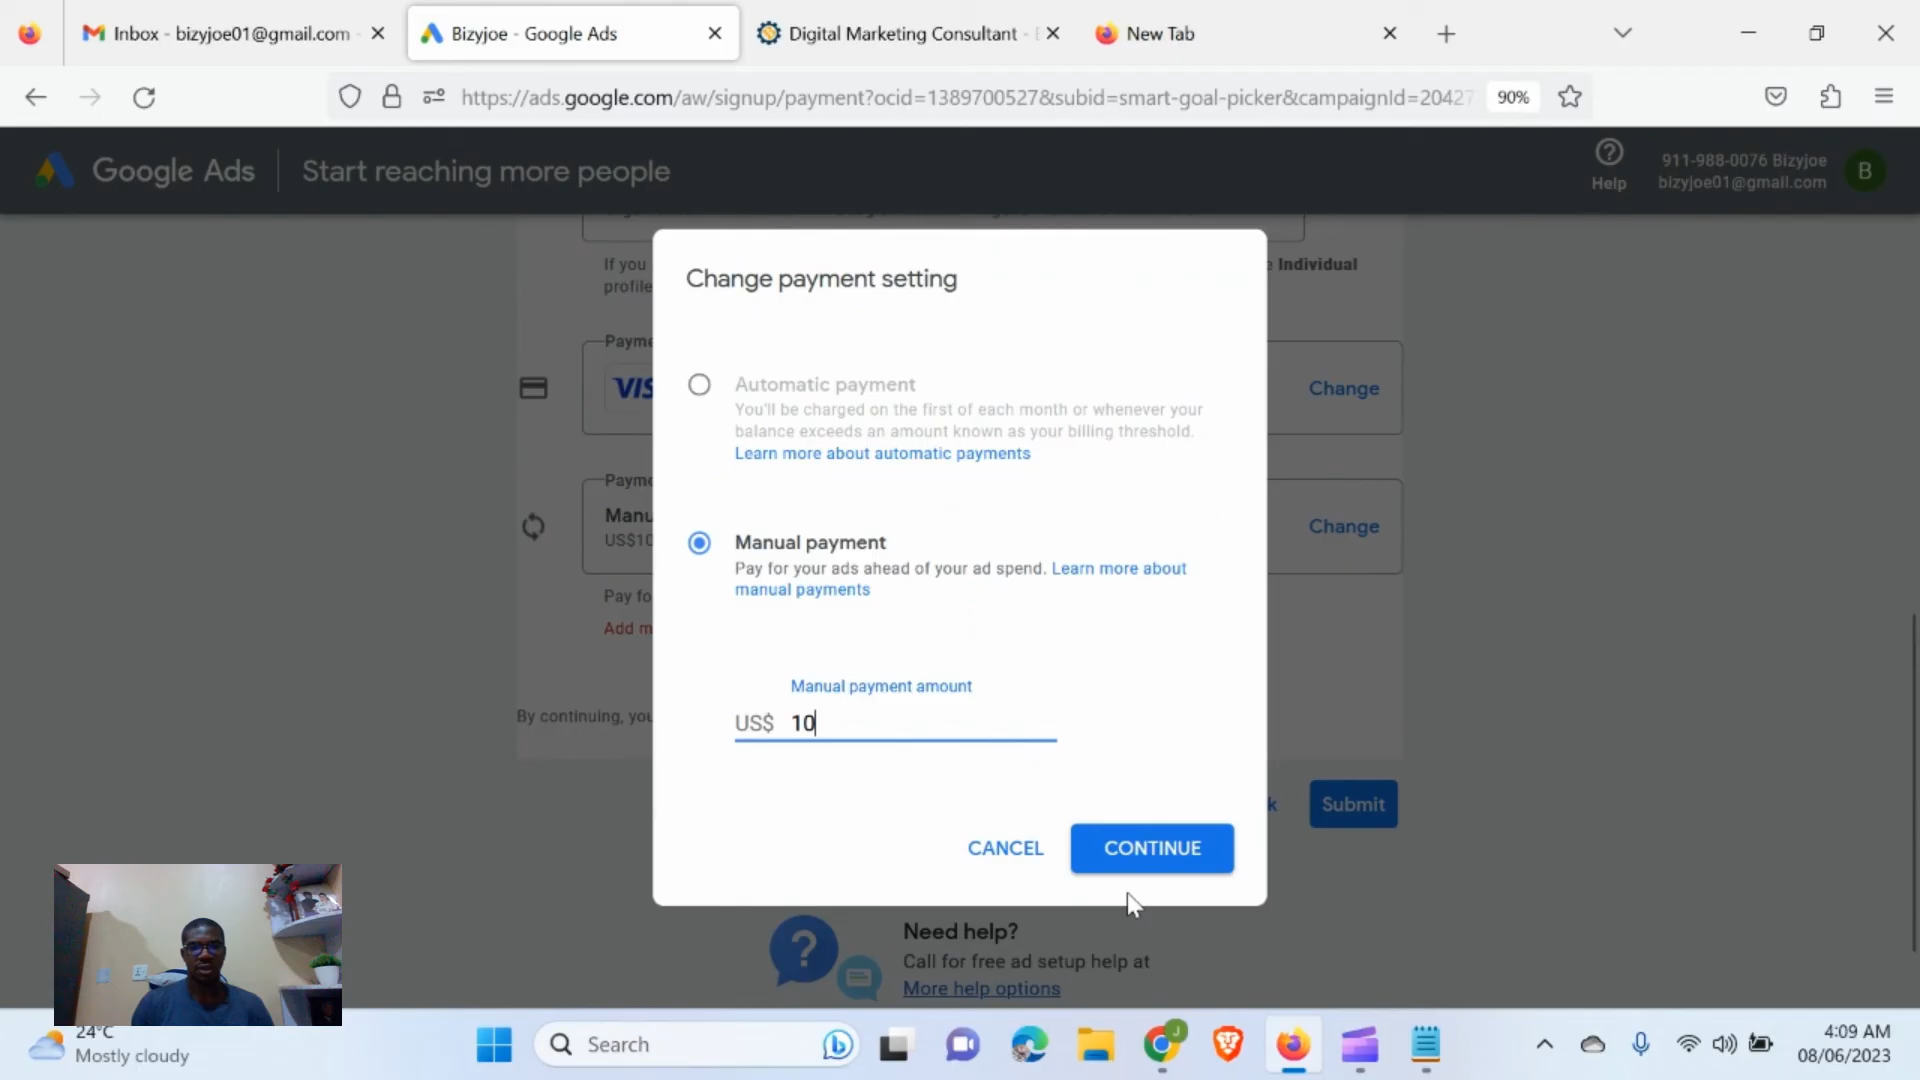 Inbox - bizyjoe01@gmail.com
Bizyjoe - Google Ads
Digital Marketing Consultant -
New Tab
https://ads.google.com/aw/signup/payment?ocid=1389700527&subid=smart-goal-picker&campaignId=20427
90%
Google Ads
Start reaching more people
Help
911-988-0076 Bizyjoe
bizyjoe01@gmail.com
B
If you
Individual
profile
Change payment setting
Payme
VIS
Change
Automatic payment
You'll be charged on the first of each month or whenever your
balance exceeds an amount known as your billing threshold.
Learn more about automatic payments
Payme
Manu
US$10
Change
Manual payment
Pay for your ads ahead of your ad spend. Learn more about
manual payments
Pay fo
Add m
Manual payment amount
US$ 10
By continuing, you
k
Submit
CANCEL
CONTINUE
Need help?
Call for free ad setup help at
More help options
24°C
Mostly cloudy
Search
J
4:09 AM
08/06/2023